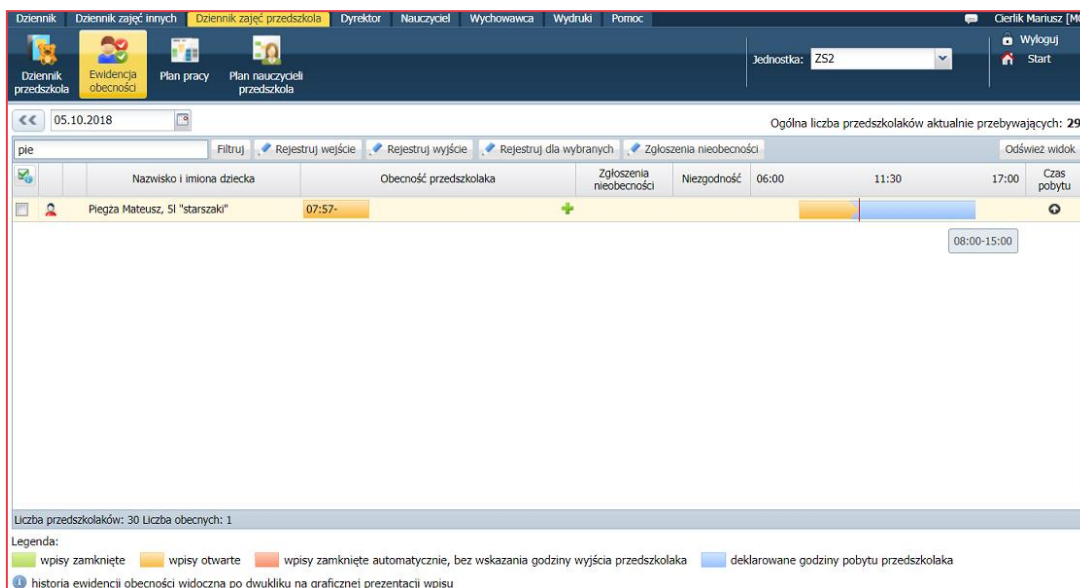 Dziennik Dziennik zajęć innych Dziennik zajęć przedszkola Dyrektor Nauczyciel Wychowawca Wydruki Pomoc Cierlik Mariusz
Dziennik przedszkola
Ewidencja obecności
Plan pracy
Plan nauczycieli przedszkola
Jednostka: ZS2
Wyloguj
Start
05.10.2018
Ogólna liczba przedszkolaków aktualnie przebywających: 29
pie Filtruj Rejestruj wejście Rejestruj wyjście Rejestruj dla wybranych Zgłoszenia nieobecności Odśwież widok
Nazwisko i imiona dziecka Obecność przedszkolaka Zgłoszenia nieobecności Niezgodność 06:00 11:30 17:00 Czas pobytu
Piegża Mateusz, 5l "starszaki" 07:57-
08:00-15:00
Liczba przedszkolaków: 30 Liczba obecnych: 1
Legenda:
wpisy zamknięte wpisy otwarte wpisy zamknięte automatycznie, bez wskazania godziny wyjścia przedszkolaka deklarowane godziny pobytu przedszkolaka
historia ewidencji obecności widoczna po dwukliku na graficznej prezentacji wpisu